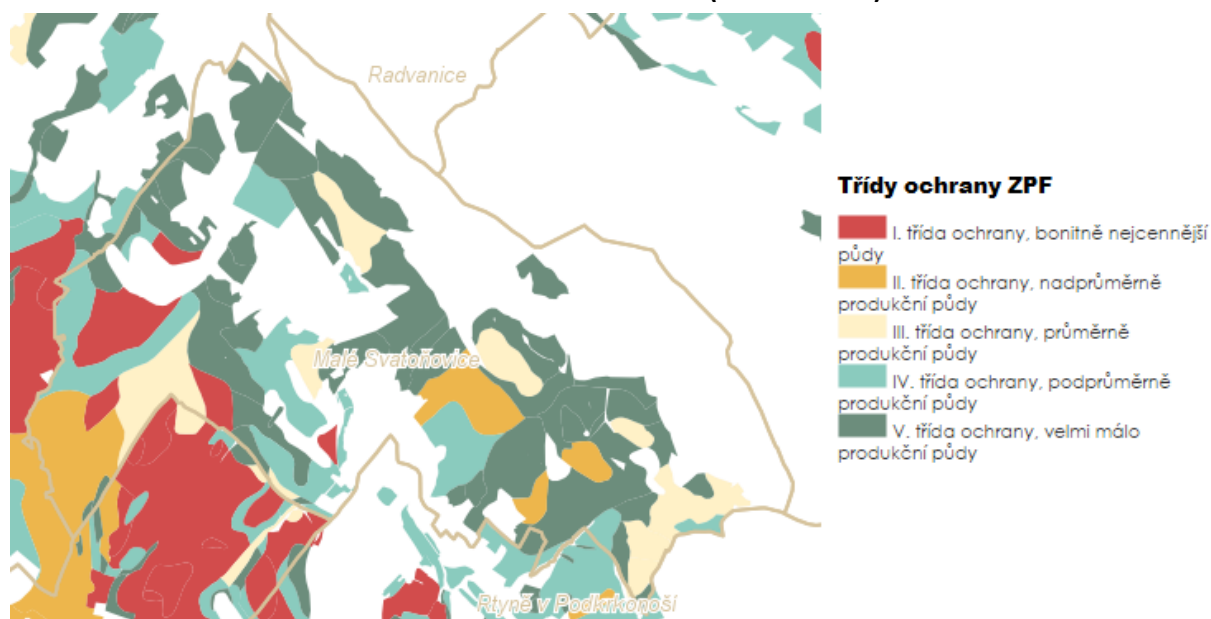 Radvanice
Malé Svatoňovice
Rtyně v Podkrkonoší
Třídy ochrany ZPF
I. třída ochrany, bonitně nejcennější
půdy
II. třída ochrany, nadprůměrně
produkční půdy
III. třída ochrany, průměrně
produkční půdy
IV. třída ochrany, podprůměrně
produkční půdy
V. třída ochrany, velmi málo
produkční půdy